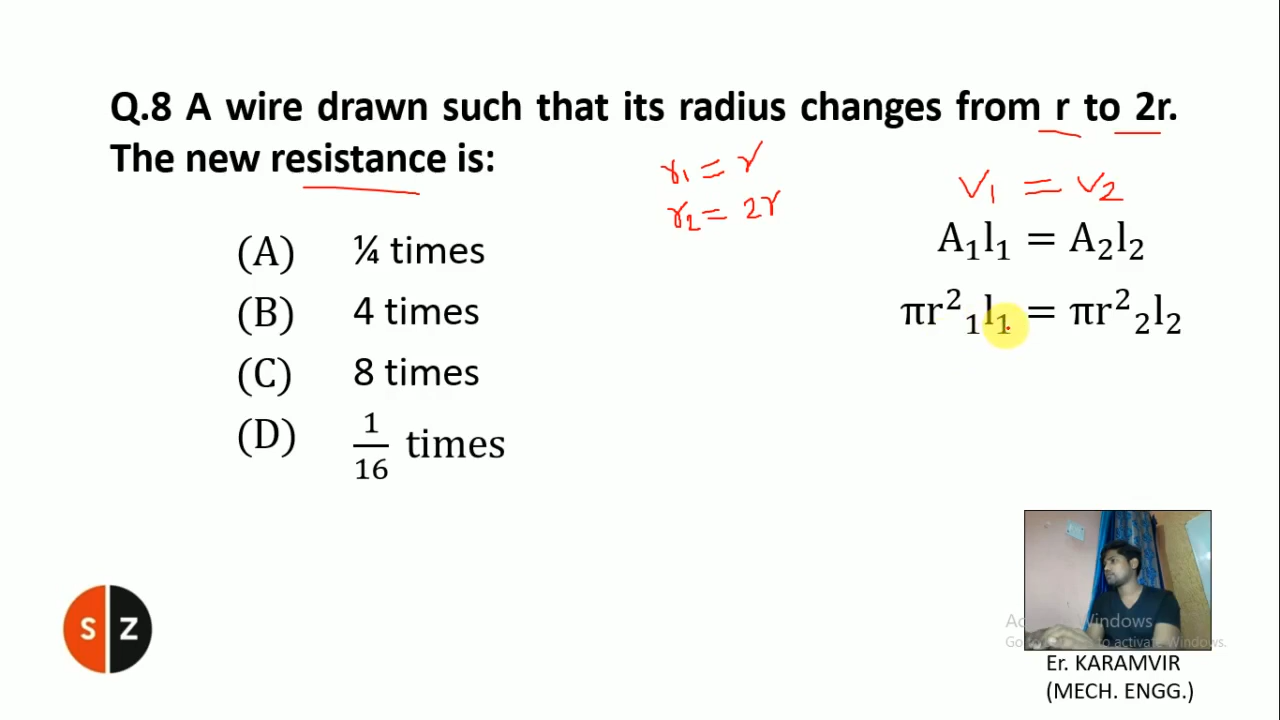 Q.8 A wire drawn such that its radius changes from r to 2r.
The new resistance is:
r₁ = r
r₂ = 2r
V₁ = V₂
A₁l₁ = A₂l₂
πr²₁l₁ = πr²₂l₂
(A) ¼ times
(B) 4 times
(C) 8 times
(D) 1/16 times
S Z
Er. KARAMVIR
(MECH. ENGG.)